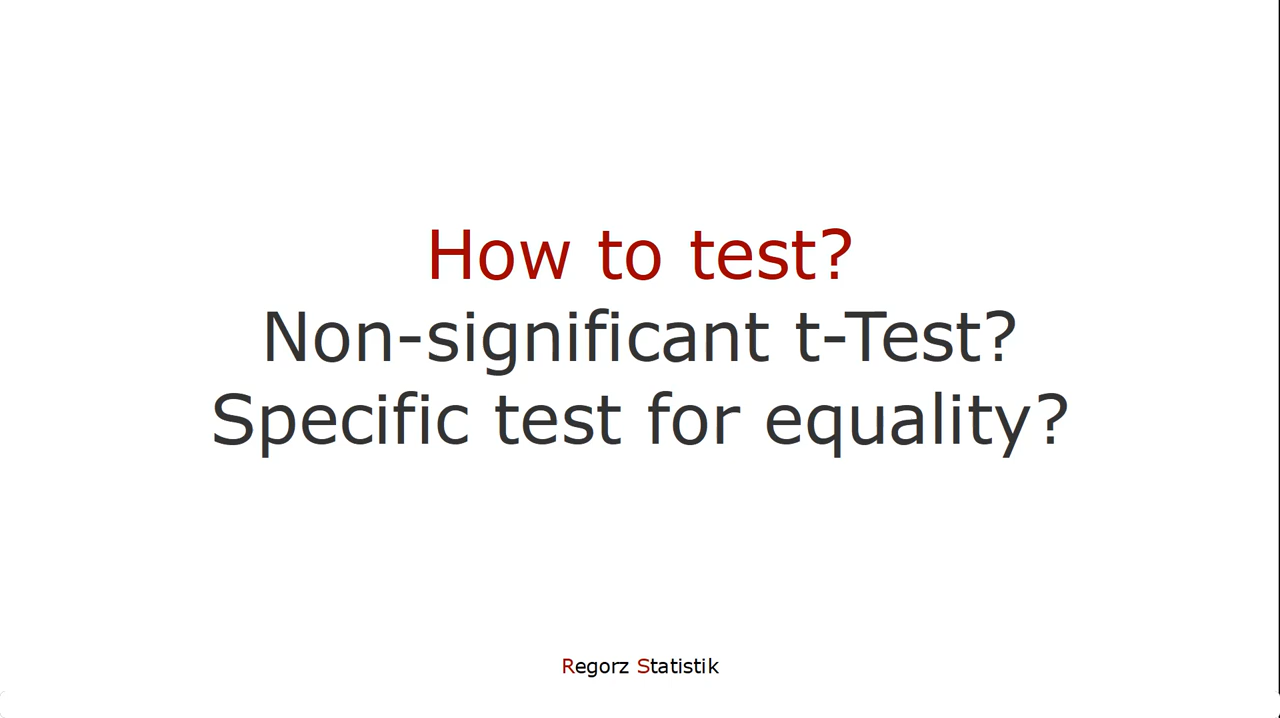 How to test?
Non-significant t-Test?
Specific test for equality?
Regorz Statistik